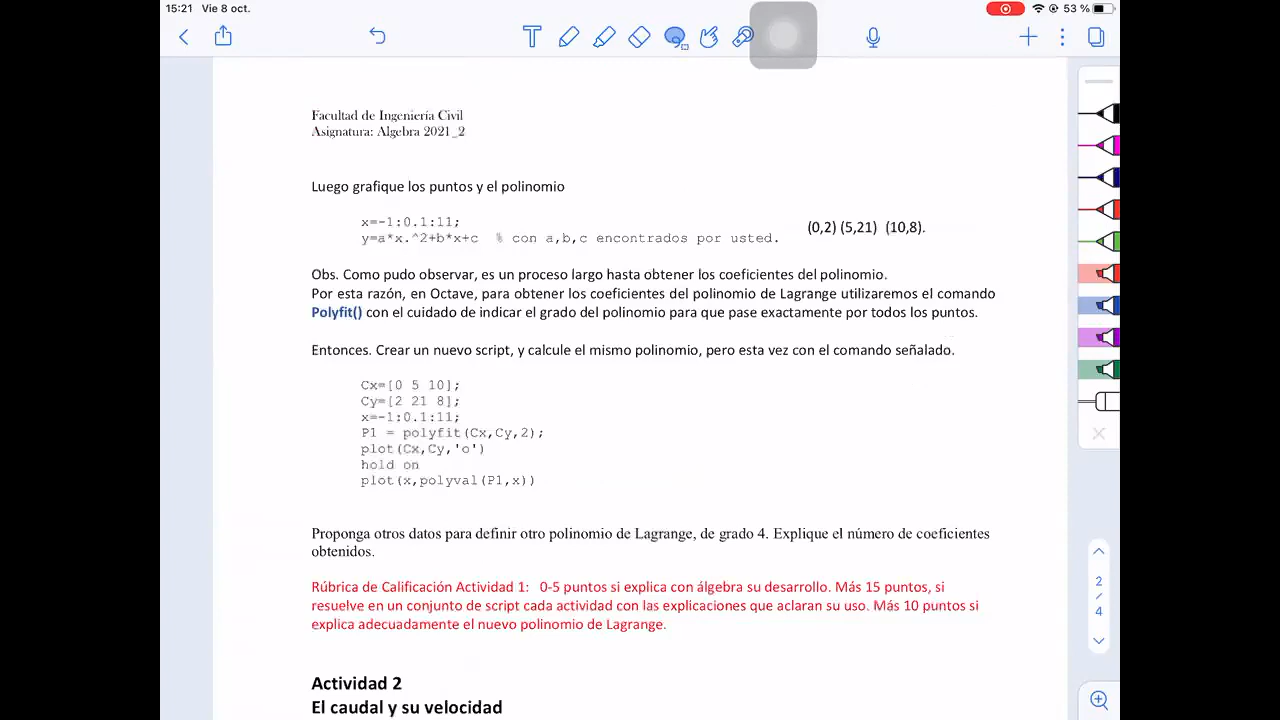 15:21 Vie 8 oct.
53 %
Facultad de Ingeniería Civil
Asignatura: Algebra 2021_2
Luego grafique los puntos y el polinomio
x=-1:0.1:11;
y=a*x.^2+b*x+c % con a,b,c encontrados por usted.
(0,2) (5,21) (10,8).
Obs. Como pudo observar, es un proceso largo hasta obtener los coeficientes del polinomio.
Por esta razón, en Octave, para obtener los coeficientes del polinomio de Lagrange utilizaremos el comando
Polyfit() con el cuidado de indicar el grado del polinomio para que pase exactamente por todos los puntos.
Entonces. Crear un nuevo script, y calcule el mismo polinomio, pero esta vez con el comando señalado.
Cx=[0 5 10];
Cy=[2 21 8];
x=-1:0.1:11;
P1 = polyfit(Cx,Cy,2);
plot(Cx,Cy,'o')
hold on
plot(x,polyval(P1,x))
Proponga otros datos para definir otro polinomio de Lagrange, de grado 4. Explique el número de coeficientes
obtenidos.
Rúbrica de Calificación Actividad 1: 0-5 puntos si explica con álgebra su desarrollo. Más 15 puntos, si
resuelve en un conjunto de script cada actividad con las explicaciones que aclaran su uso. Más 10 puntos si
explica adecuadamente el nuevo polinomio de Lagrange.
Actividad 2
El caudal y su velocidad
2
/
4